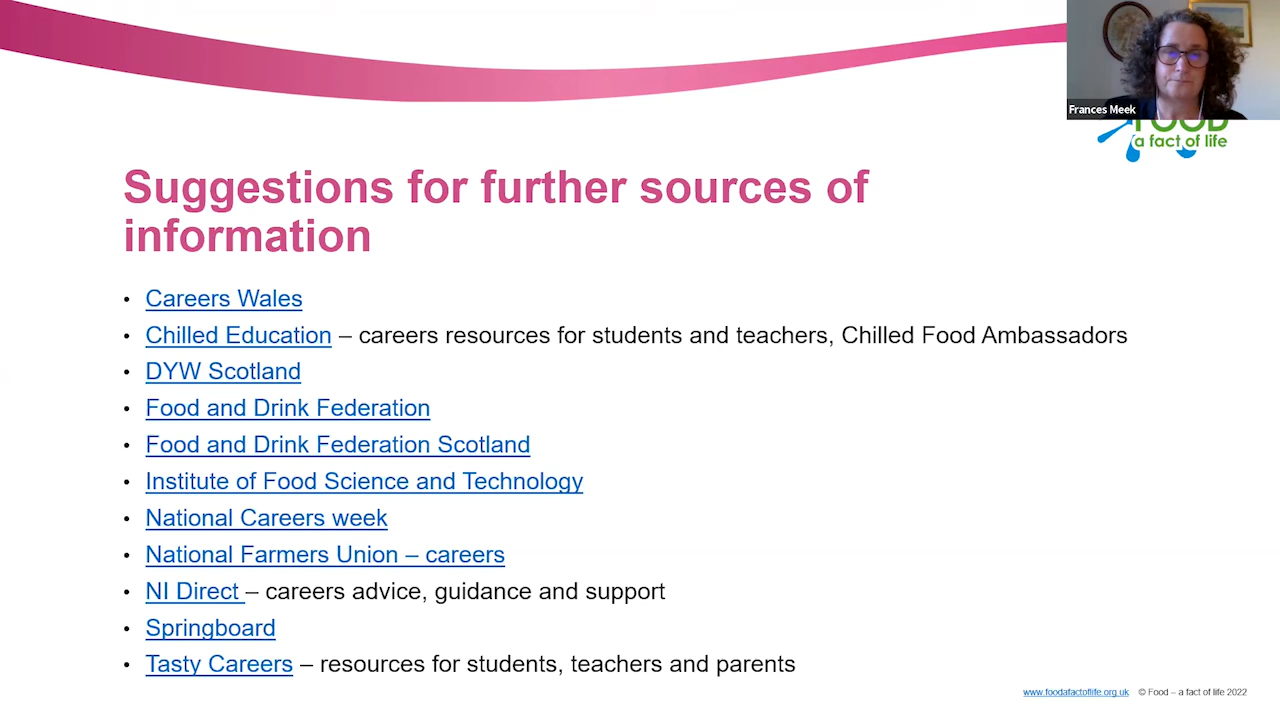 Frances Meek
FOOD
a fact of life
Suggestions for further sources of
information
• Careers Wales
• Chilled Education – careers resources for students and teachers, Chilled Food Ambassadors
• DYW Scotland
• Food and Drink Federation
• Food and Drink Federation Scotland
• Institute of Food Science and Technology
• National Careers week
• National Farmers Union – careers
• NI Direct – careers advice, guidance and support
• Springboard
• Tasty Careers – resources for students, teachers and parents
www.foodafactoflife.org.uk © Food – a fact of life 2022